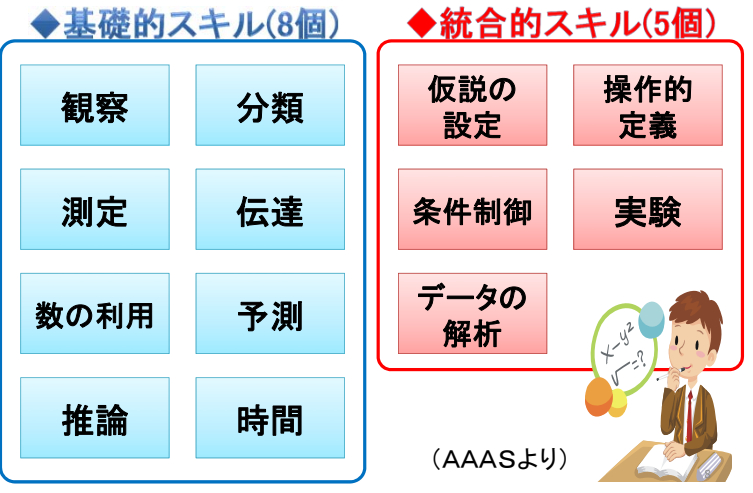 ◆基礎的スキル(8個)
観察
分類
測定
伝達
数の利用
予測
推論
時間
◆統合的スキル(5個)
仮説の
設定
操作的
定義
条件制御
実験
データの
解析
x-y²
√=?
（AAASより）